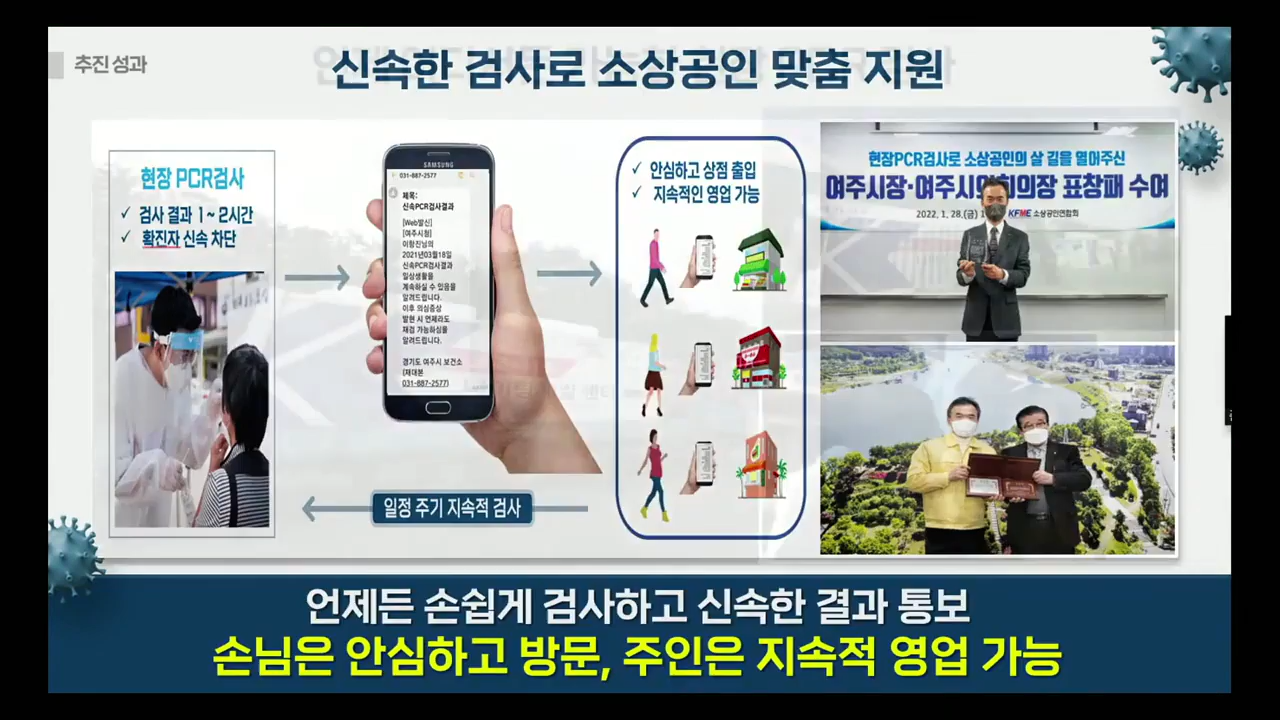 추진 성과
신속한 검사로 소상공인 맞춤 지원
현장 PCR검사
✓ 검사 결과 1 ~ 2시간
✓ 확진자 신속 차단
SAMSUNG
031-887-2577
제목:
신속PCR검사결과
[Web발신]
[여주시청]
이항진님의
2021년03월18일
신속PCR검사결과
일상생활을
계속하실 수 있음을
알려드립니다.
이후 의심증상
발현 시 언제라도
재검 가능하심을
알려드립니다.
경기도 여주시 보건소
(재대본
031-887-2577)
✓ 안심하고 상점 출입
✓ 지속적인 영업 가능
일정 주기 지속적 검사
현장PCR검사로 소상공인의 살 길을 열어주신
여주시장·여주시의회의장 표창패 수여
2022. 1. 28.(금) 1 KFME 소상공인연합회
언제든 손쉽게 검사하고 신속한 결과 통보
손님은 안심하고 방문, 주인은 지속적 영업 가능